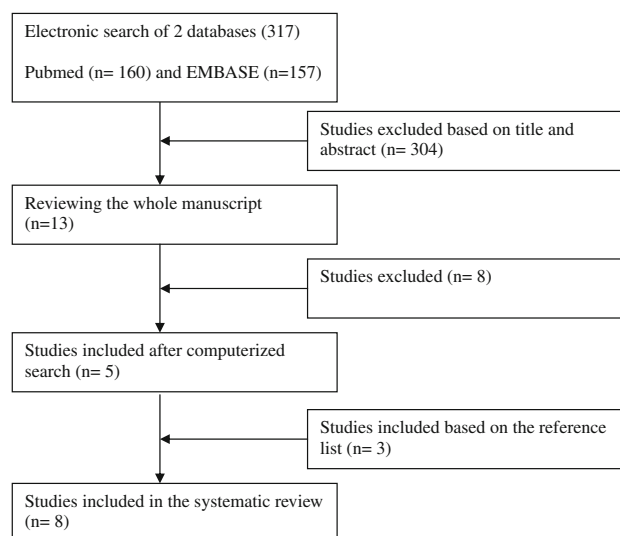 Electronic search of 2 databases (317)
Pubmed (n= 160) and EMBASE (n=157)
Studies excluded based on title and
abstract (n= 304)
Reviewing the whole manuscript
(n=13)
Studies excluded (n= 8)
Studies included after computerized
search (n= 5)
Studies included based on the reference
list (n= 3)
Studies included in the systematic review
(n= 8)